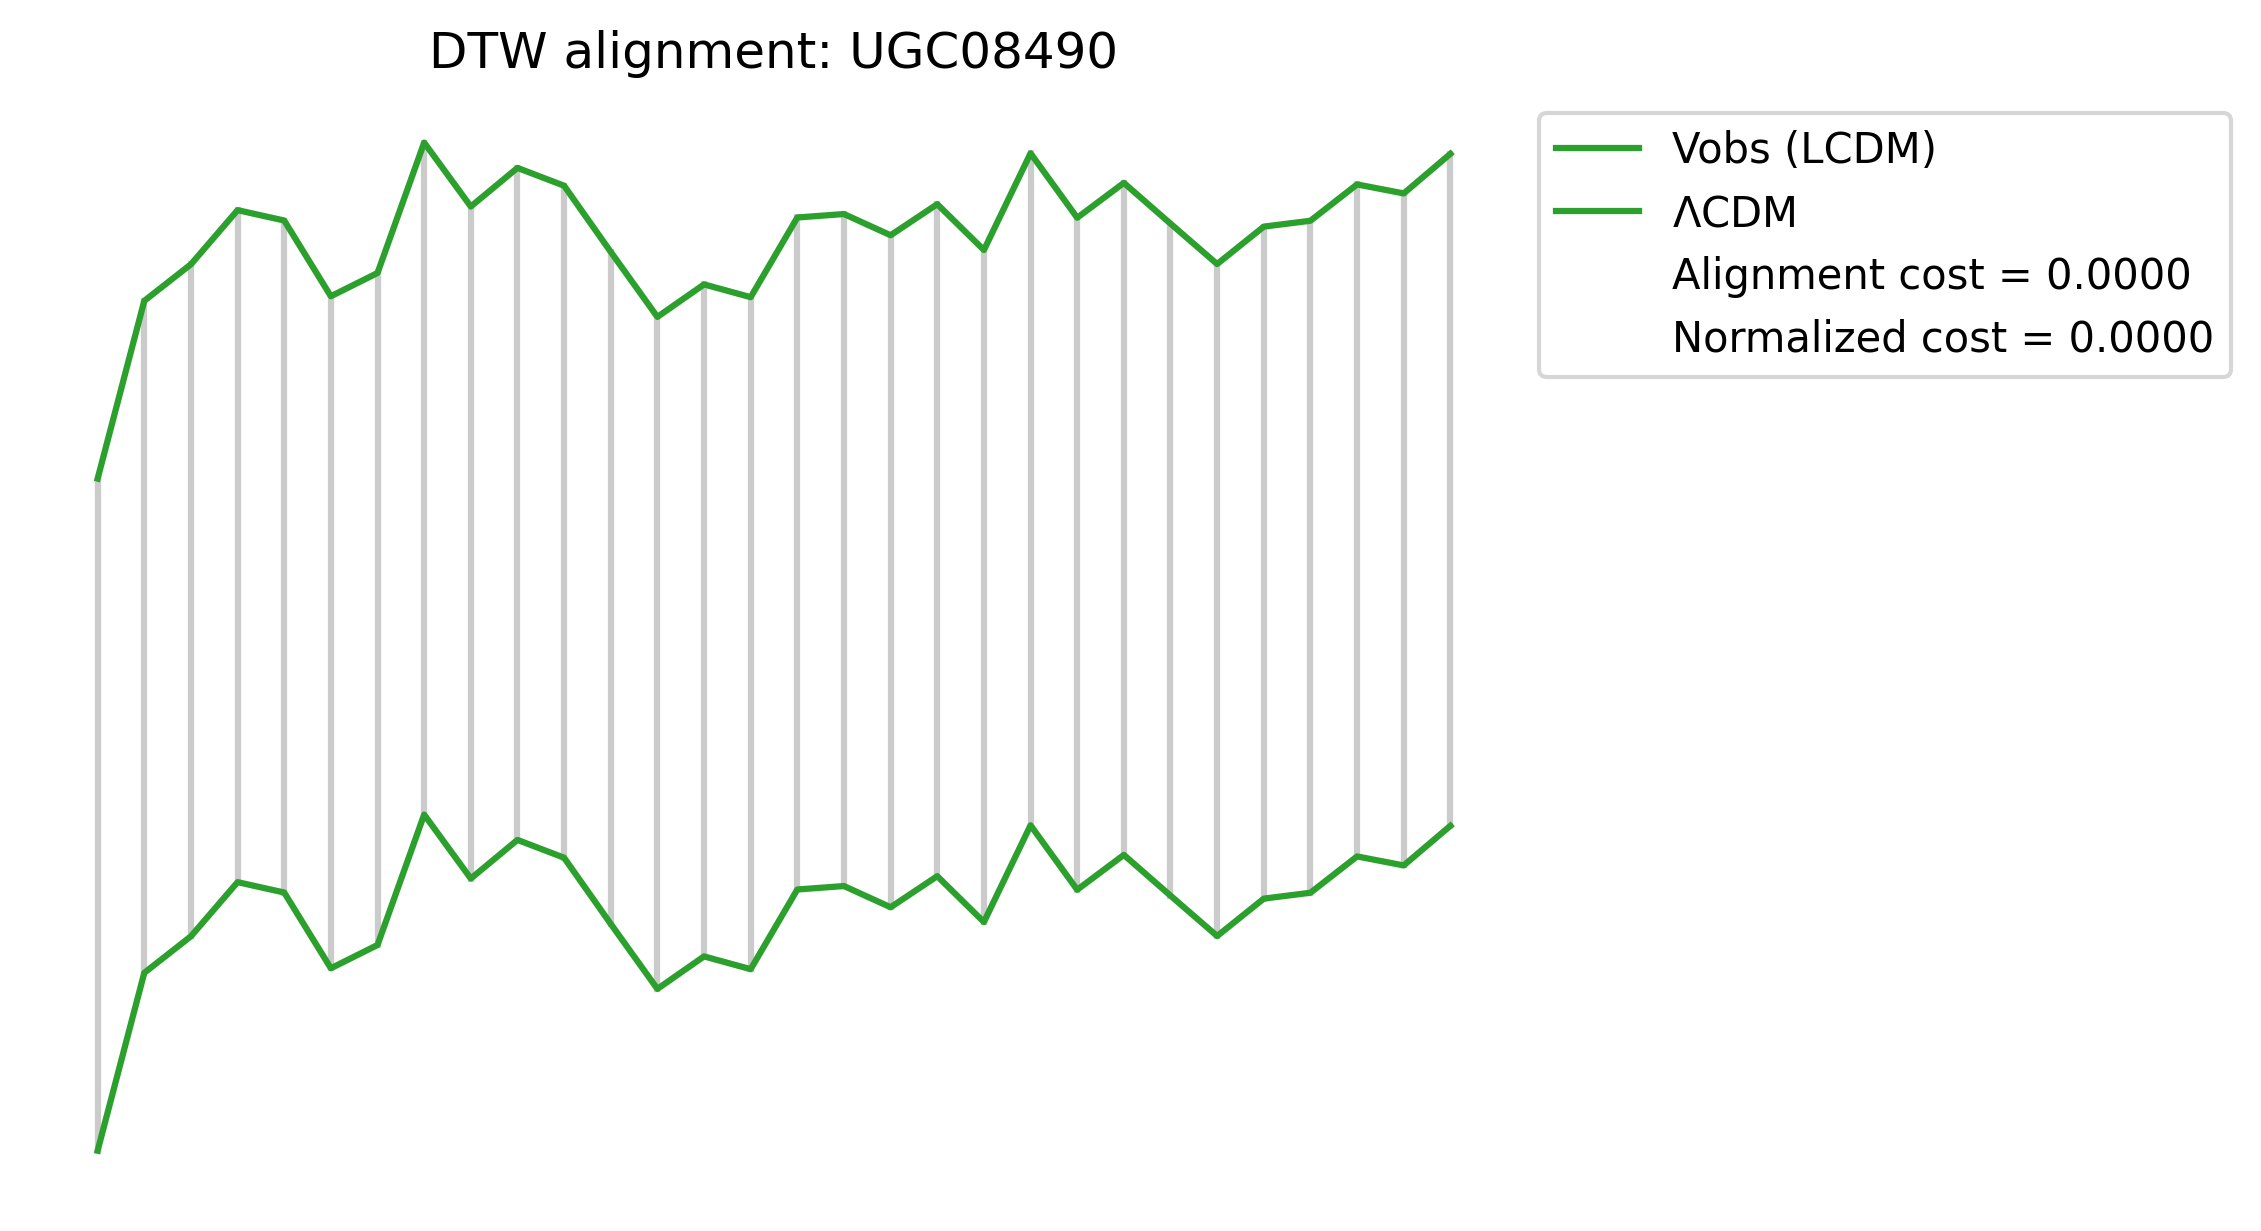 DTW alignment: UGC08490
Vobs (LCDM)
ΛCDM
Alignment cost = 0.0000
Normalized cost = 0.0000